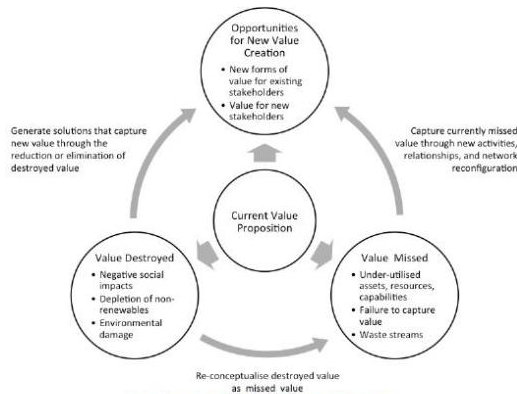 Opportunities
for New Value
Creation
• New forms of
value for existing
stakeholders
• Value for new
stakeholders
Generate solutions that capture
new value through the
reduction or elimination of
destroyed value
Capture currently missed
value through new activities,
relationships, and network
reconfiguration
Current Value
Proposition
Value Destroyed
• Negative social
impacts
• Depletion of non-
renewables
• Environmental
damage
Value Missed
• Under-utilised
assets, resources,
capabilities
• Failure to capture
value
• Waste streams
Re-conceptualise destroyed value
as missed value